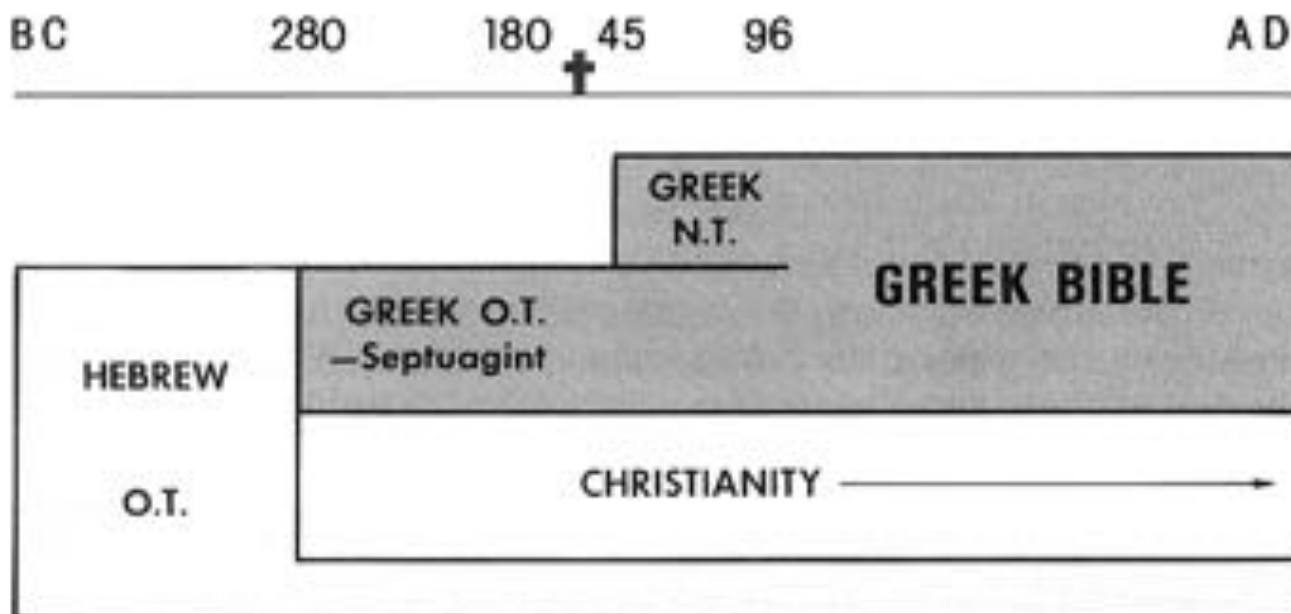 BC 280 180 45 96 AD
GREEK
N.T.
GREEK BIBLE
GREEK O.T.
—Septuagint
HEBREW
O.T.
CHRISTIANITY